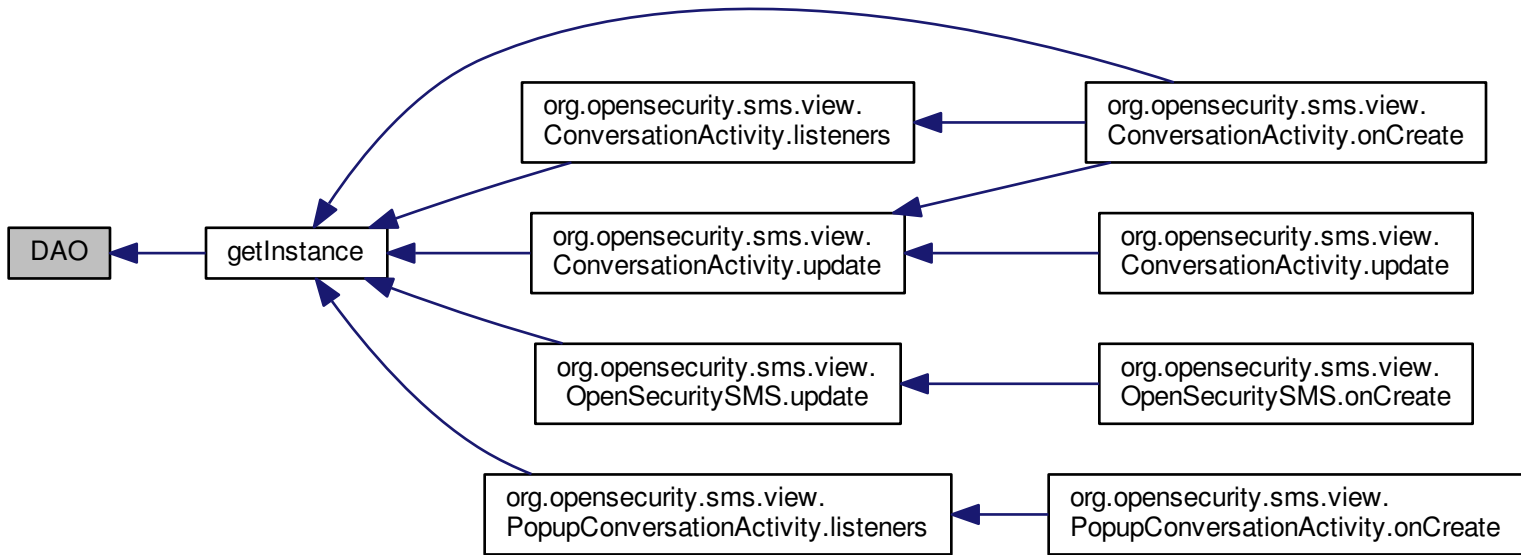 DAO
getInstance
org.opensecurity.sms.view.
ConversationActivity.listeners
org.opensecurity.sms.view.
ConversationActivity.onCreate
org.opensecurity.sms.view.
ConversationActivity.update
org.opensecurity.sms.view.
ConversationActivity.update
org.opensecurity.sms.view.
OpenSecuritySMS.update
org.opensecurity.sms.view.
OpenSecuritySMS.onCreate
org.opensecurity.sms.view.
PopupConversationActivity.listeners
org.opensecurity.sms.view.
PopupConversationActivity.onCreate